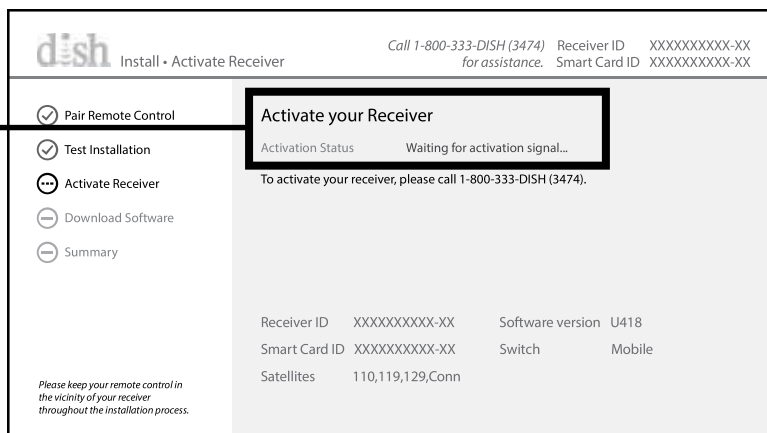 dish Install • Activate Receiver
Call 1-800-333-DISH (3474) Receiver ID XXXXXXXXXX-XX
for assistance. Smart Card ID XXXXXXXXXX-XX
Pair Remote Control
Test Installation
Activate Receiver
Download Software
Summary
Please keep your remote control in
the vicinity of your receiver
throughout the installation process.
Activate your Receiver
Activation Status Waiting for activation signal...
To activate your receiver, please call 1-800-333-DISH (3474).
Receiver ID XXXXXXXXXX-XX Software version U418
Smart Card ID XXXXXXXXXX-XX Switch Mobile
Satellites 110,119,129,Conn